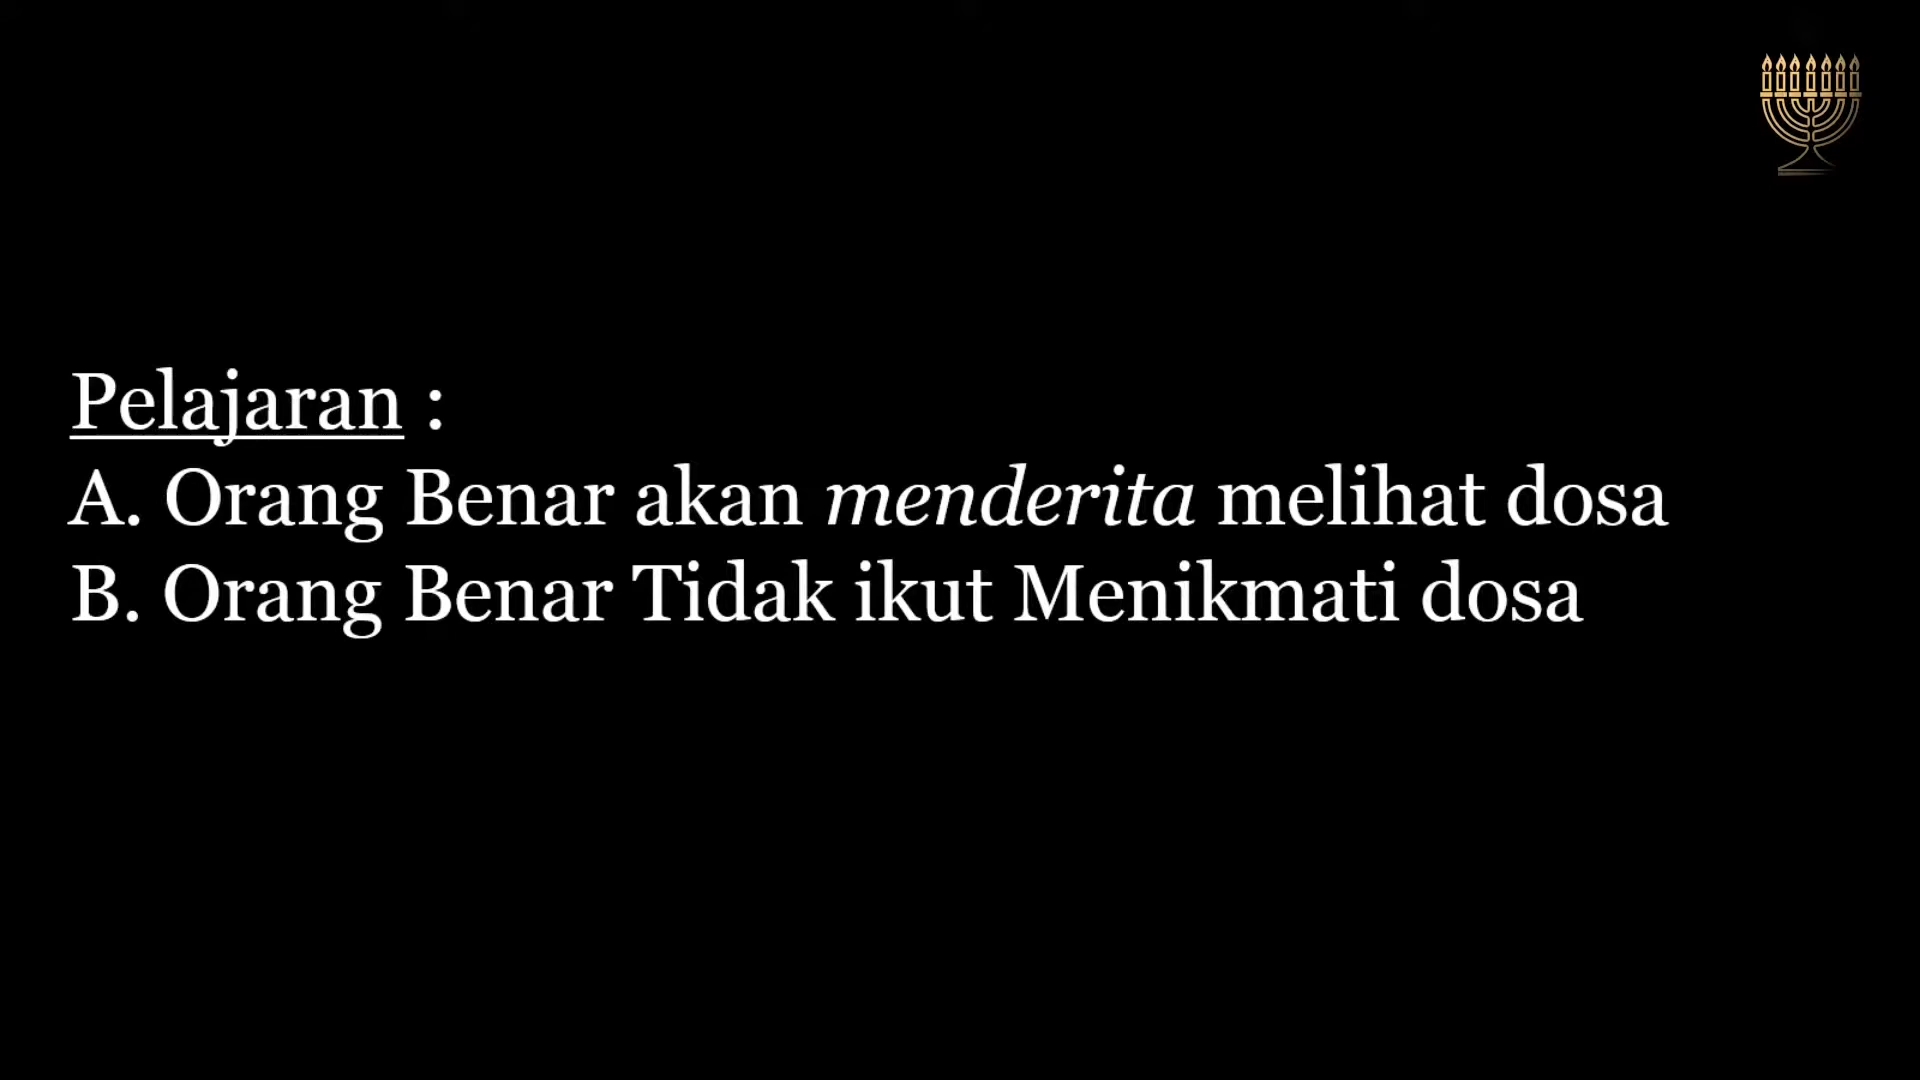 Pelajaran :
A. Orang Benar akan menderita melihat dosa
B. Orang Benar Tidak ikut Menikmati dosa